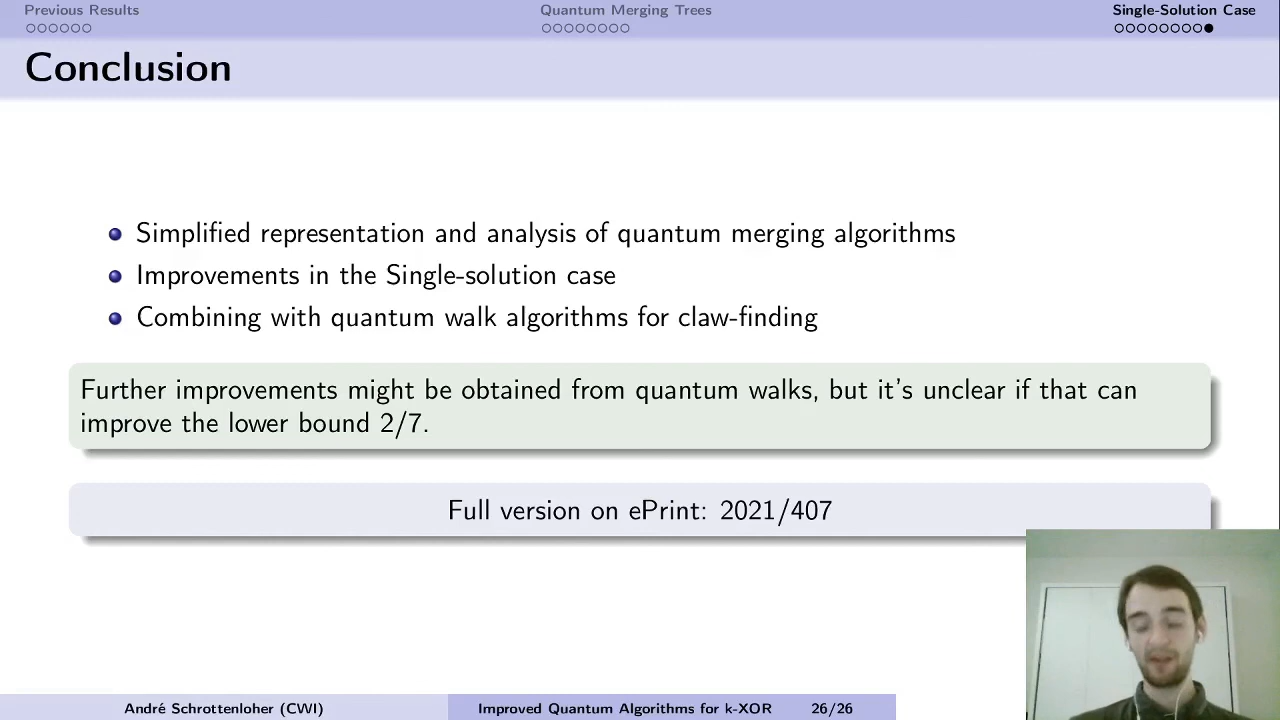 Previous Results
Quantum Merging Trees
Single-Solution Case
Conclusion
Simplified representation and analysis of quantum merging algorithms
Improvements in the Single-solution case
Combining with quantum walk algorithms for claw-finding
Further improvements might be obtained from quantum walks, but it's unclear if that can
improve the lower bound 2/7.
Full version on ePrint: 2021/407
André Schrottenloher (CWI)
Improved Quantum Algorithms for k-XOR
26/26